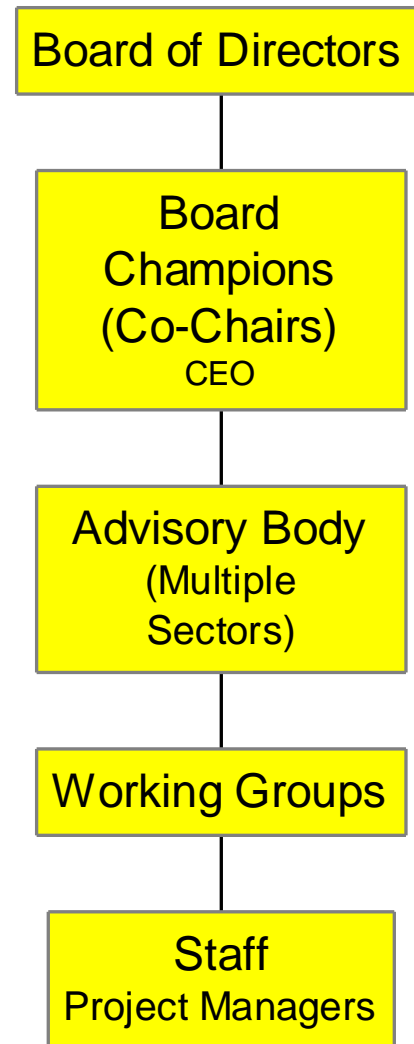 Board of Directors
Board
Champions
(Co-Chairs)
CEO
Advisory Body
(Multiple
Sectors)
Working Groups
Staff
Project Managers